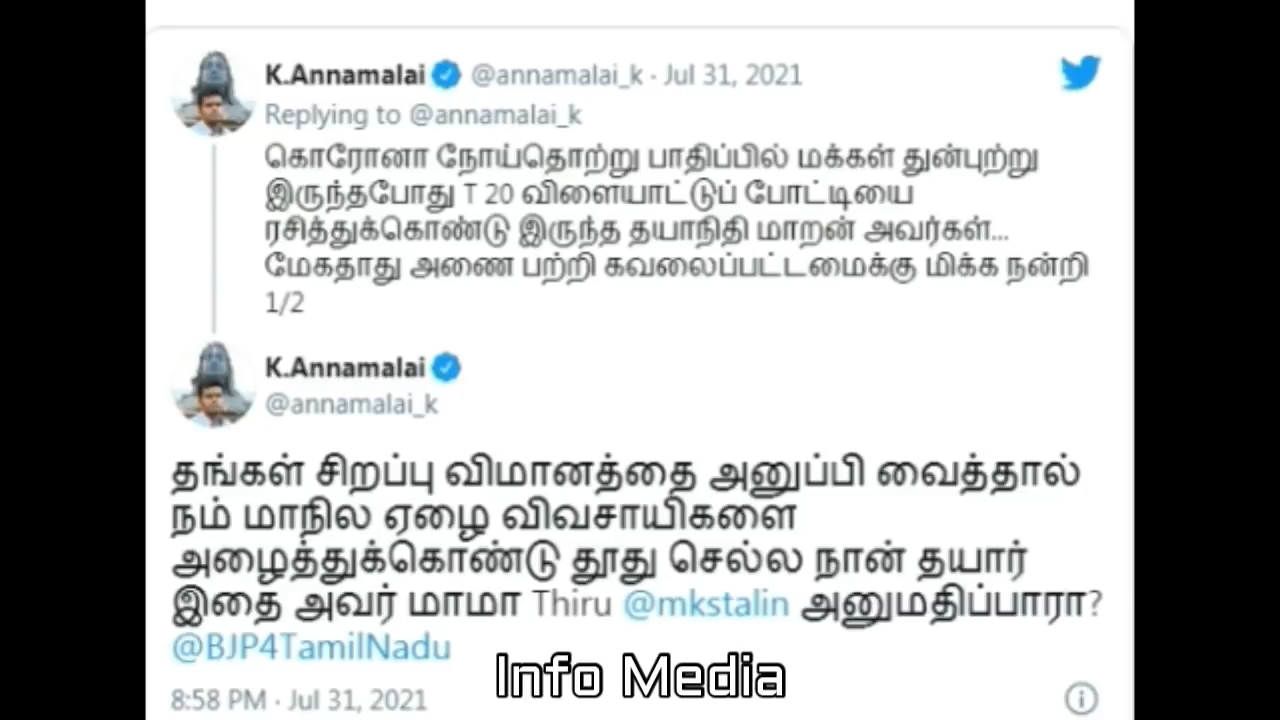 K.Annamalai @annamalai_k · Jul 31, 2021
Replying to @annamalai_k
கொரோனா நோய்தொற்று பாதிப்பில் மக்கள் துன்புற்று
இருந்தபோது T 20 விளையாட்டுப் போட்டியை
ரசித்துக்கொண்டு இருந்த தயாநிதி மாறன் அவர்கள்...
மேகதாது அணை பற்றி கவலைப்பட்டமைக்கு மிக்க நன்றி
1/2
K.Annamalai
@annamalai_k
தங்கள் சிறப்பு விமானத்தை அனுப்பி வைத்தால்
நம் மாநில ஏழை விவசாயிகளை
அழைத்துக்கொண்டு தூது செல்ல நான் தயார்
இதை அவர் மாமா Thiru @mkstalin அனுமதிப்பாரா?
@BJP4TamilNadu
Info Media
8:58 PM · Jul 31, 2021